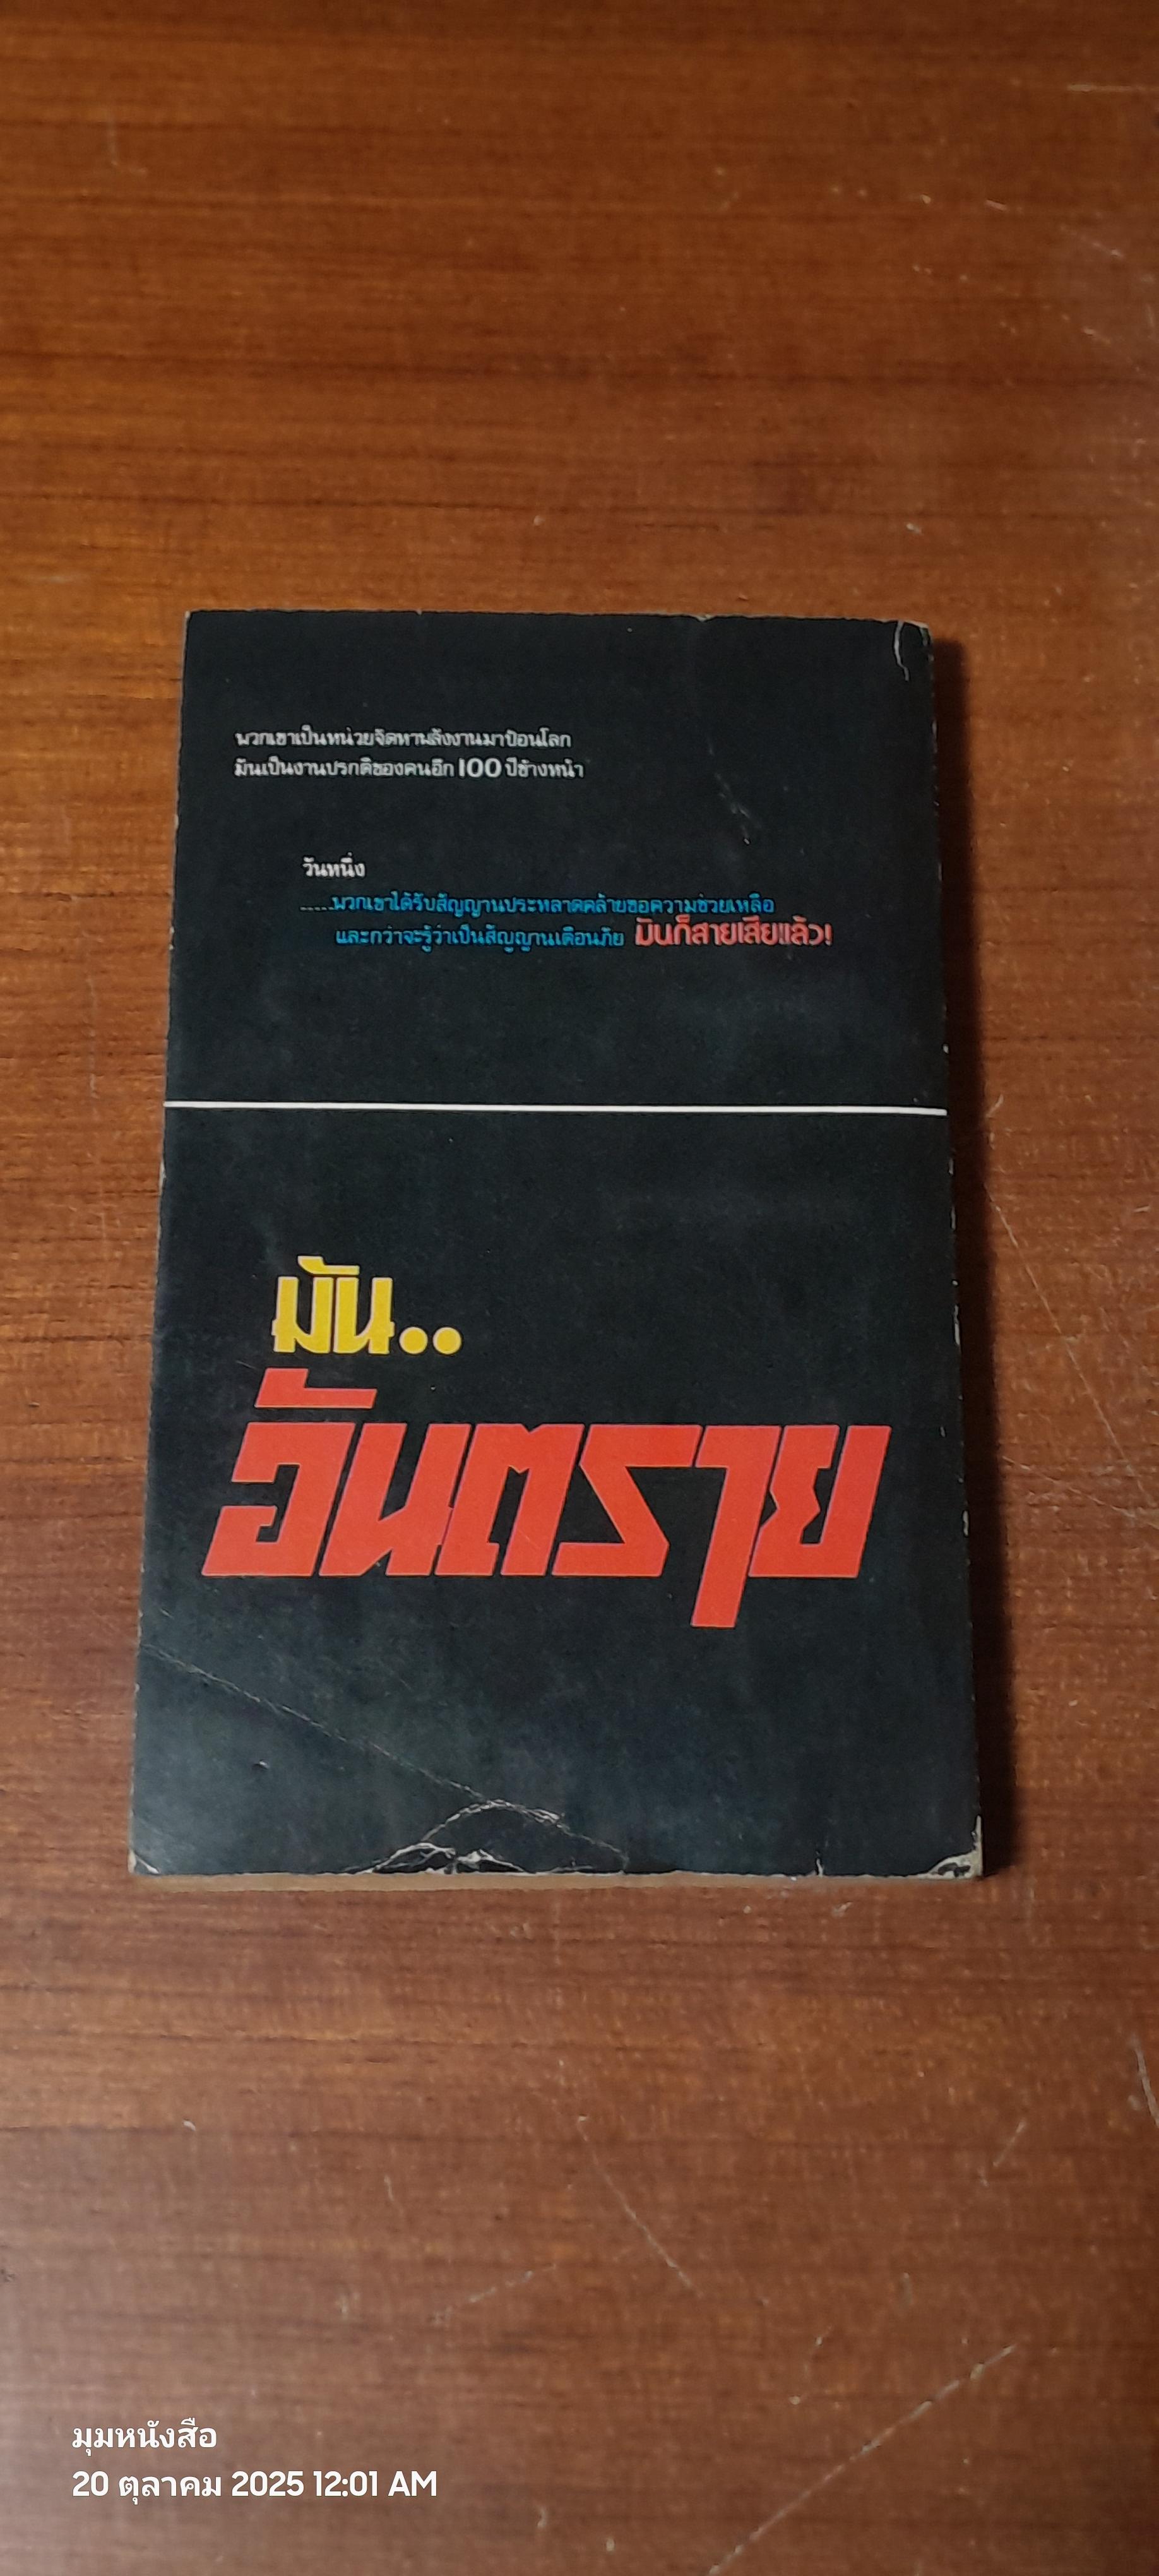 พวกเขาเป็นหน่วยจัดหาพลังงานมาป้อนโลก
มันเป็นงานปรกติของคนอีก 100 ปีข้างหน้า
วันหนึ่ง
.....พวกเขาได้รับสัญญานประหลาดคล้ายขอความช่วยเหลือ
และกว่าจะรู้ว่าเป็นสัญญานเตือนภัย มันก็สายเสียแล้ว!
มัน..
อันตราย
มุมหนังสือ
20 ตุลาคม 2025 12:01 AM